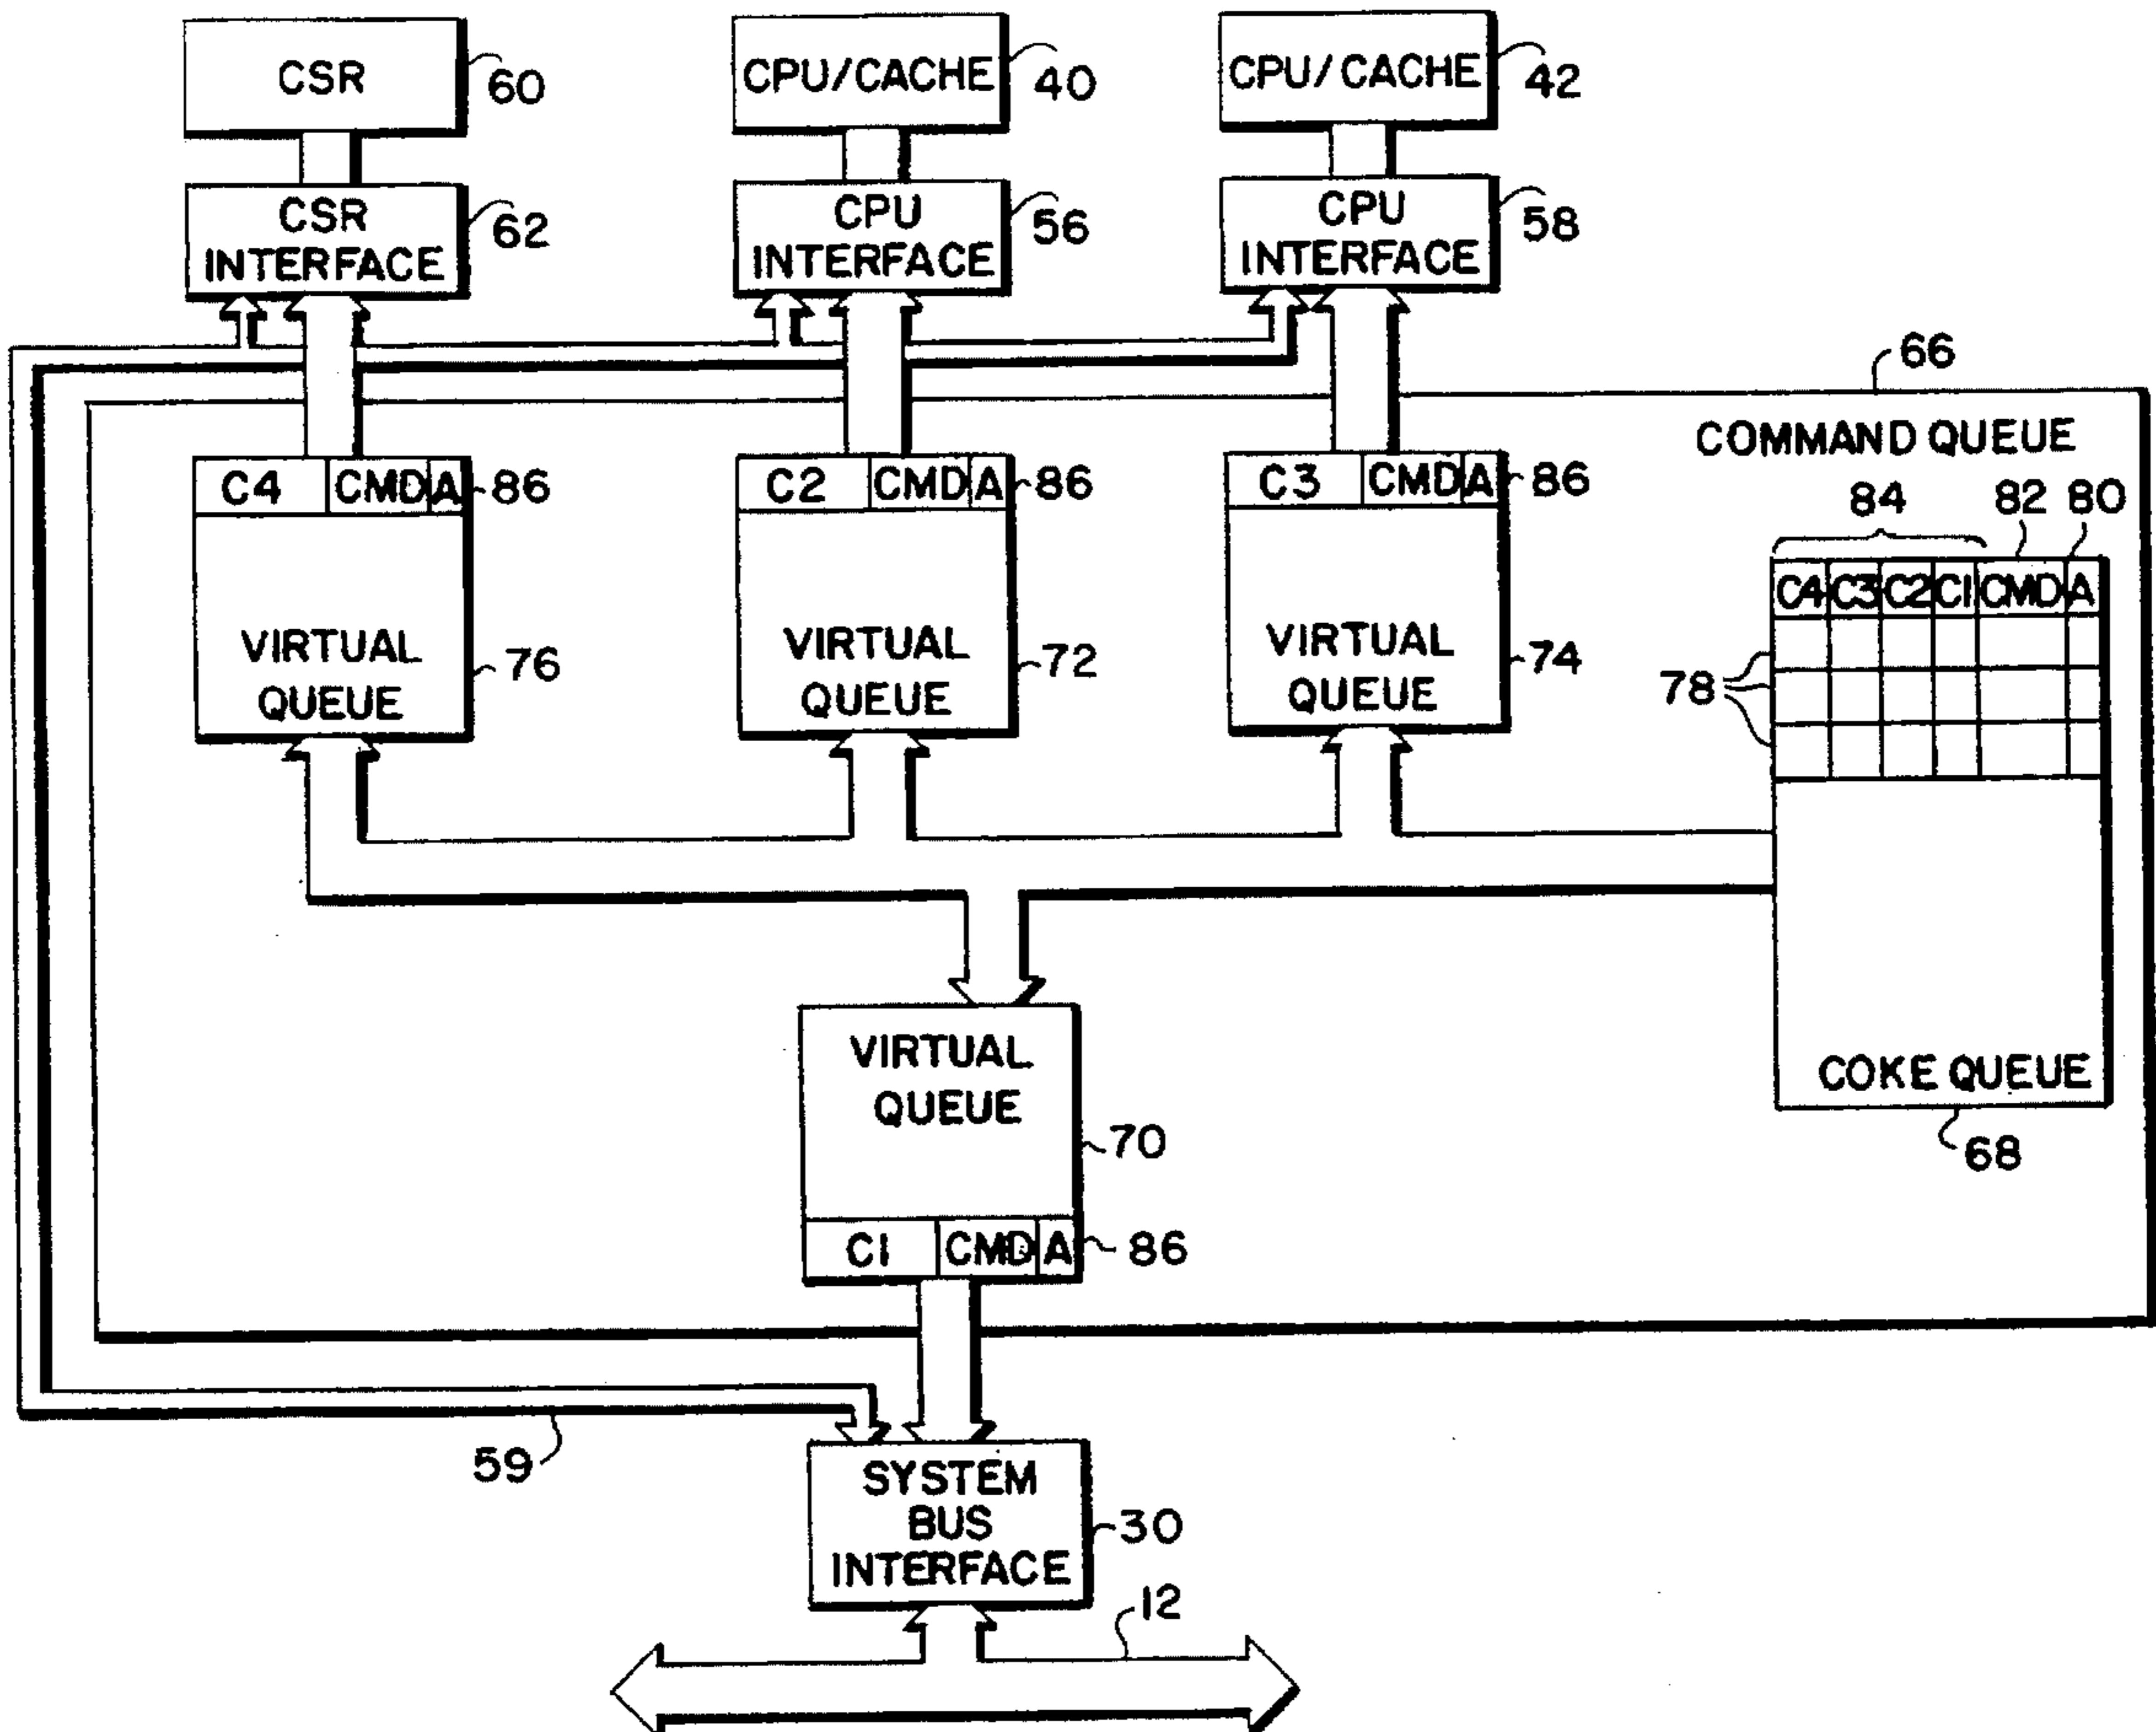 CSR
60
CPU/CACHE
40
CPU/CACHE
42
CSR
INTERFACE
62
CPU
INTERFACE
56
CPU
INTERFACE
58
66
COMMAND QUEUE
C4 CMD A
86
C2 CMD A
86
C3 CMD A
86
84
82
80
C4 C3 C2 C1 CMD A
78
VIRTUAL
QUEUE
76
VIRTUAL
QUEUE
72
VIRTUAL
QUEUE
74
VIRTUAL
QUEUE
70
COKE QUEUE
68
C1 CMD A
86
59
SYSTEM
BUS
INTERFACE
30
12